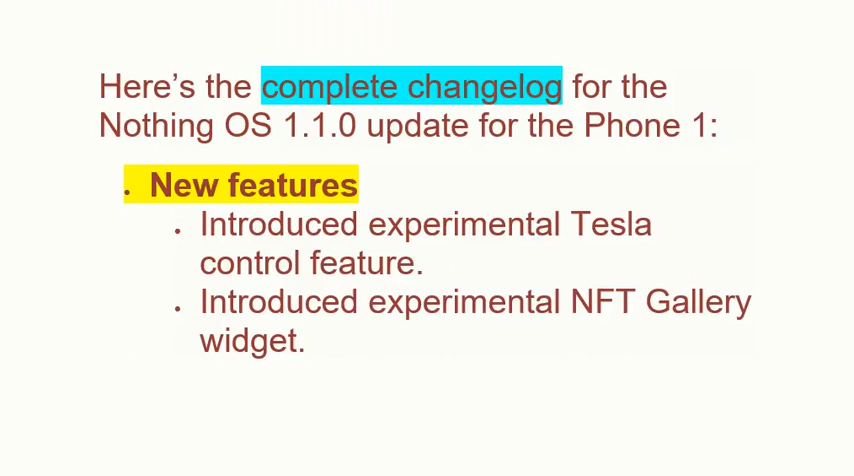 Here’s the complete changelog for the
Nothing OS 1.1.0 update for the Phone 1:
• New features
• Introduced experimental Tesla
control feature.
• Introduced experimental NFT Gallery
widget.